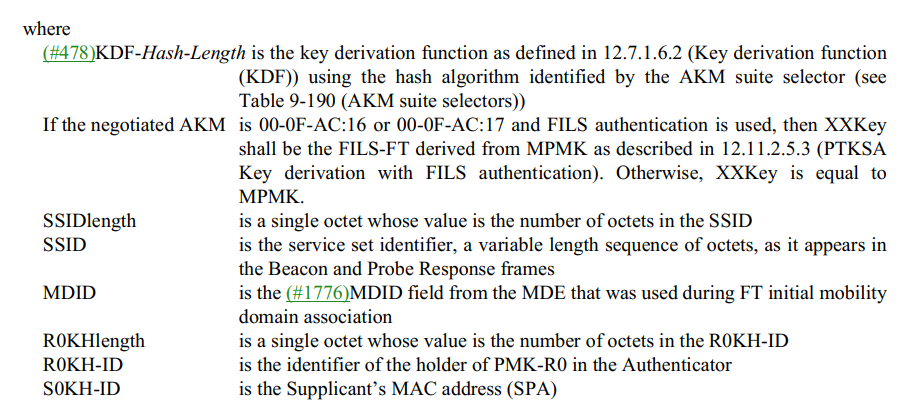 where
(#478)KDF-Hash-Length is the key derivation function as defined in 12.7.1.6.2 (Key derivation function
(KDF)) using the hash algorithm identified by the AKM suite selector (see
Table 9-190 (AKM suite selectors))
If the negotiated AKM is 00-0F-AC:16 or 00-0F-AC:17 and FILS authentication is used, then XXKey
shall be the FILS-FT derived from MPMK as described in 12.11.2.5.3 (PTKSA
Key derivation with FILS authentication). Otherwise, XXKey is equal to
MPMK.
SSIDlength is a single octet whose value is the number of octets in the SSID
SSID is the service set identifier, a variable length sequence of octets, as it appears in
the Beacon and Probe Response frames
MDID is the (#1776)MDID field from the MDE that was used during FT initial mobility
domain association
R0KHlength is a single octet whose value is the number of octets in the R0KH-ID
R0KH-ID is the identifier of the holder of PMK-R0 in the Authenticator
S0KH-ID is the Supplicant's MAC address (SPA)